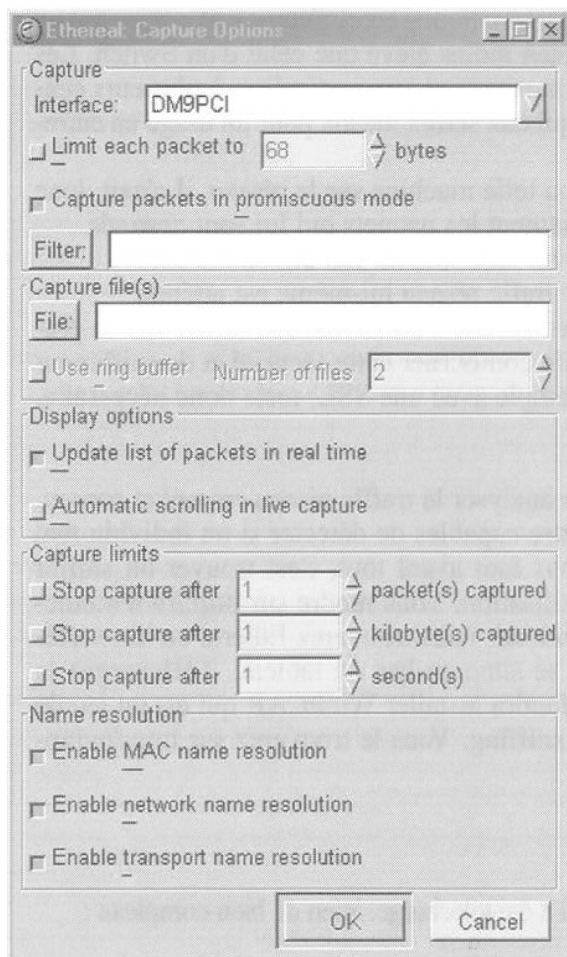 Ethereal: Capture Options
Capture
Interface: DM9PCI
Limit each packet to 68 bytes
Capture packets in promiscuous mode
Filter:
Capture file(s)
File:
Use ring buffer Number of files 2
Display options
Update list of packets in real time
Automatic scrolling in live capture
Capture limits
Stop capture after 1 packet(s) captured
Stop capture after 1 kilobyte(s) captured
Stop capture after 1 second(s)
Name resolution
Enable MAC name resolution
Enable network name resolution
Enable transport name resolution
OK Cancel